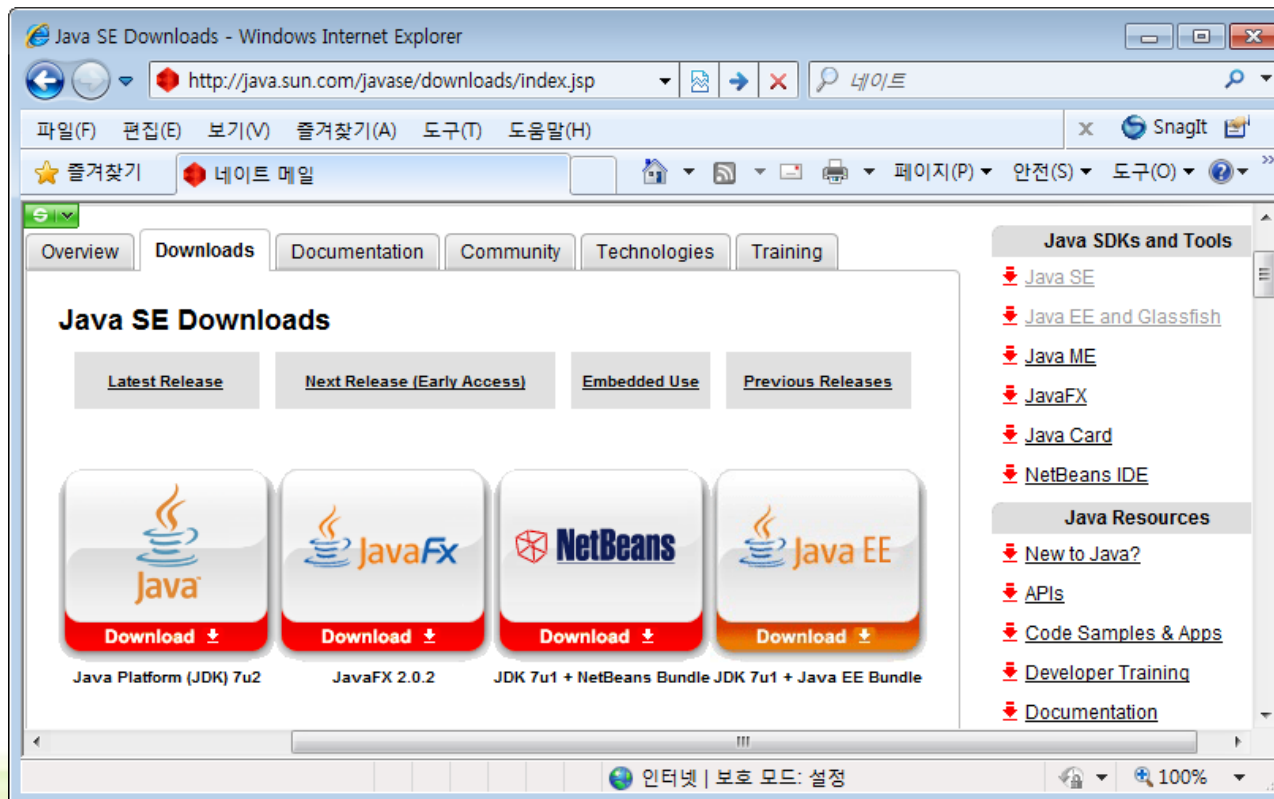 Java SE Downloads - Windows Internet Explorer
http://java.sun.com/javase/downloads/index.jsp
네이트
파일(F) 편집(E) 보기(V) 즐겨찾기(A) 도구(T) 도움말(H)
x SnagIt
즐겨찾기
네이트 메일
페이지(P) 안전(S) 도구(O)
Overview Downloads Documentation Community Technologies Training
Java SE Downloads
Latest Release Next Release (Early Access) Embedded Use Previous Releases
Java
JavaFX
NetBeans
Java EE
Download Download Download Download
Java Platform (JDK) 7u2 JavaFX 2.0.2 JDK 7u1 + NetBeans Bundle JDK 7u1 + Java EE Bundle
Java SDKs and Tools
Java SE
Java EE and Glassfish
Java ME
JavaFX
Java Card
NetBeans IDE
Java Resources
New to Java?
APIs
Code Samples & Apps
Developer Training
Documentation
인터넷 | 보호 모드: 설정
100%